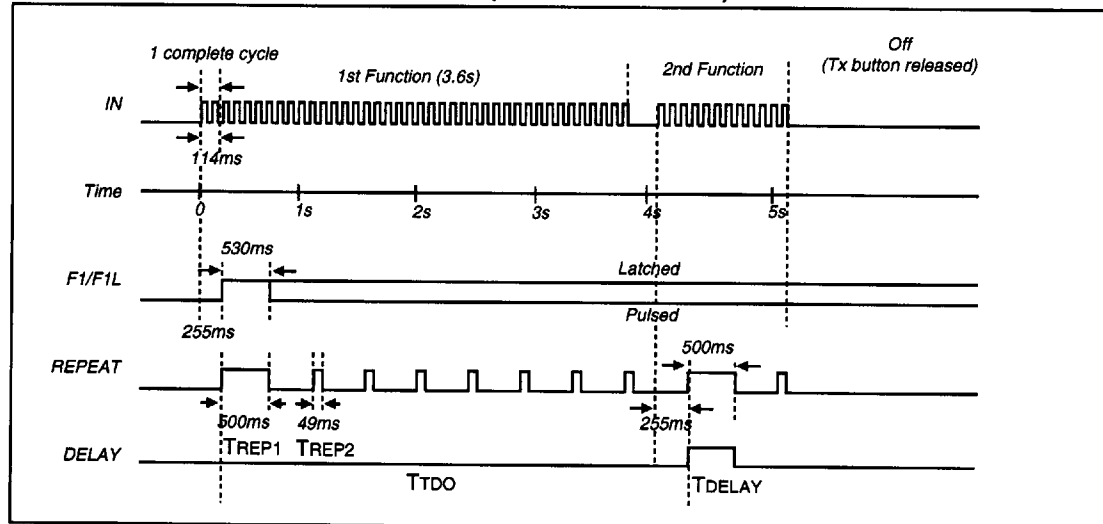 Off
(Tx button released)
1 complete cycle
1st Function (3.6s)
2nd Function
IN
114ms
Time
0 1s 2s 3s 4s 5s
530ms
F1/F1L
Latched
Pulsed
255ms
500ms
REPEAT
500ms 49ms 255ms
TREP1 TREP2
DELAY
TTDO TDELAY